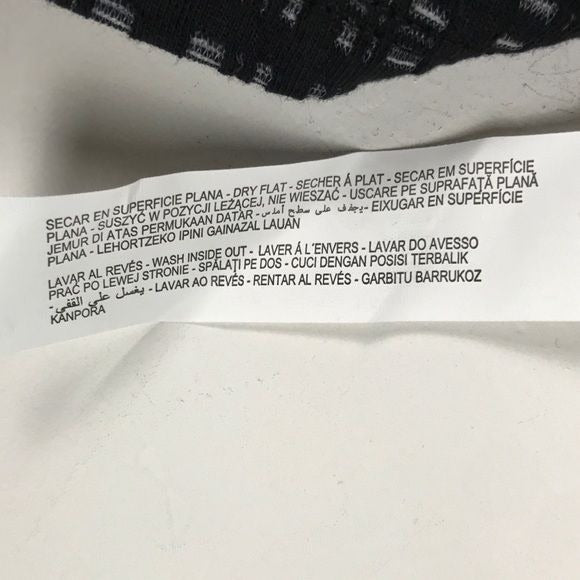 SECAR EN SUPERFICIE PLANA - DRY FLAT - SECHER Á PLAT - SECAR EM SUPERFÍCIE
PLANA - SUSZYĆ W POZYCJI LEŻĄCEJ, NIE WIESZAĆ - USCARE PE SUPRAFAŢĂ PLANĂ
JEMUR DI ATAS PERMUKAAN DATAR - يجفف على سطح أمدس - EIXUGAR EN SUPERFÍCIE
PLANA - LEHORTZEKO IPINI GAINAZAL LAUAN
LAVAR AL REVÉS - WASH INSIDE OUT - LAVER Á L´ENVERS - LAVAR DO AVESSO
PRAĆ PO LEWEJ STRONIE - SPĂLAŢI PE DOS - CUCI DENGAN POSISI TERBALIK
يغسل على القفى - LAVAR AO REVÉS - RENTAR AL REVÉS - GARBITU BARRUKOZ -
KANPORA